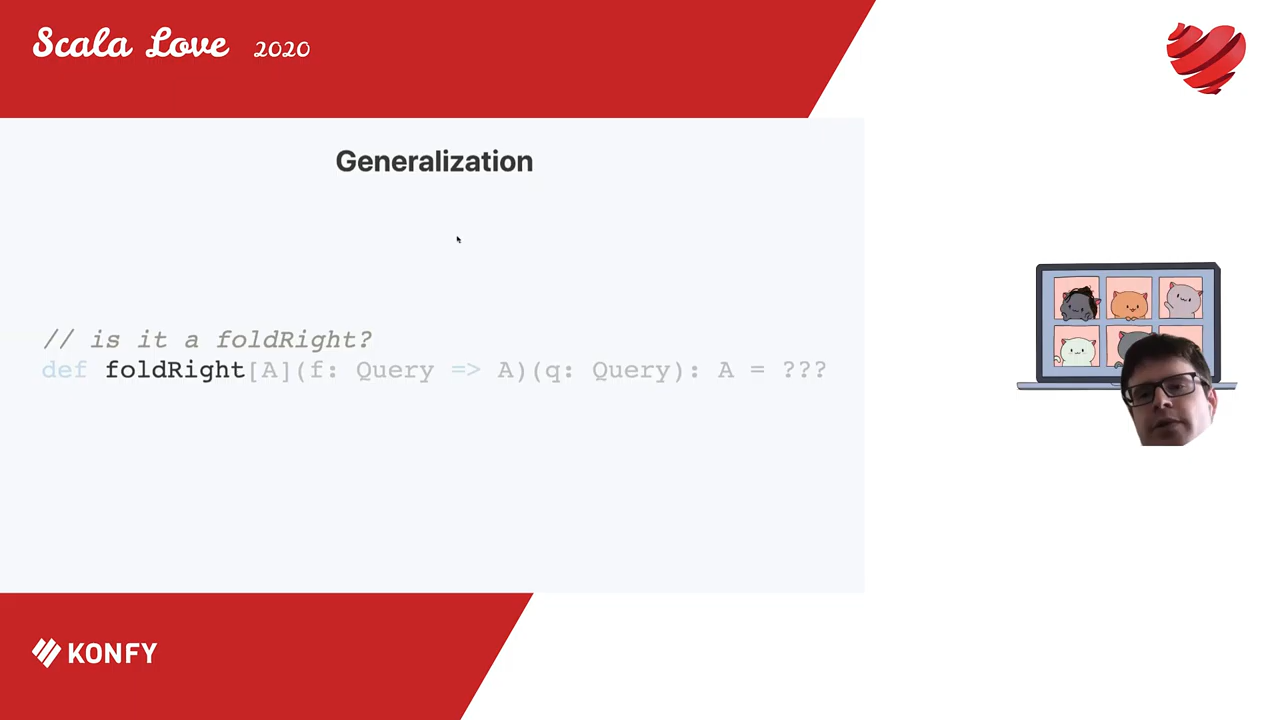 Scala Love 2020
Generalization
// is it a foldRight?
def foldRight[A](f: Query => A)(q: Query): A = ???
KONFY